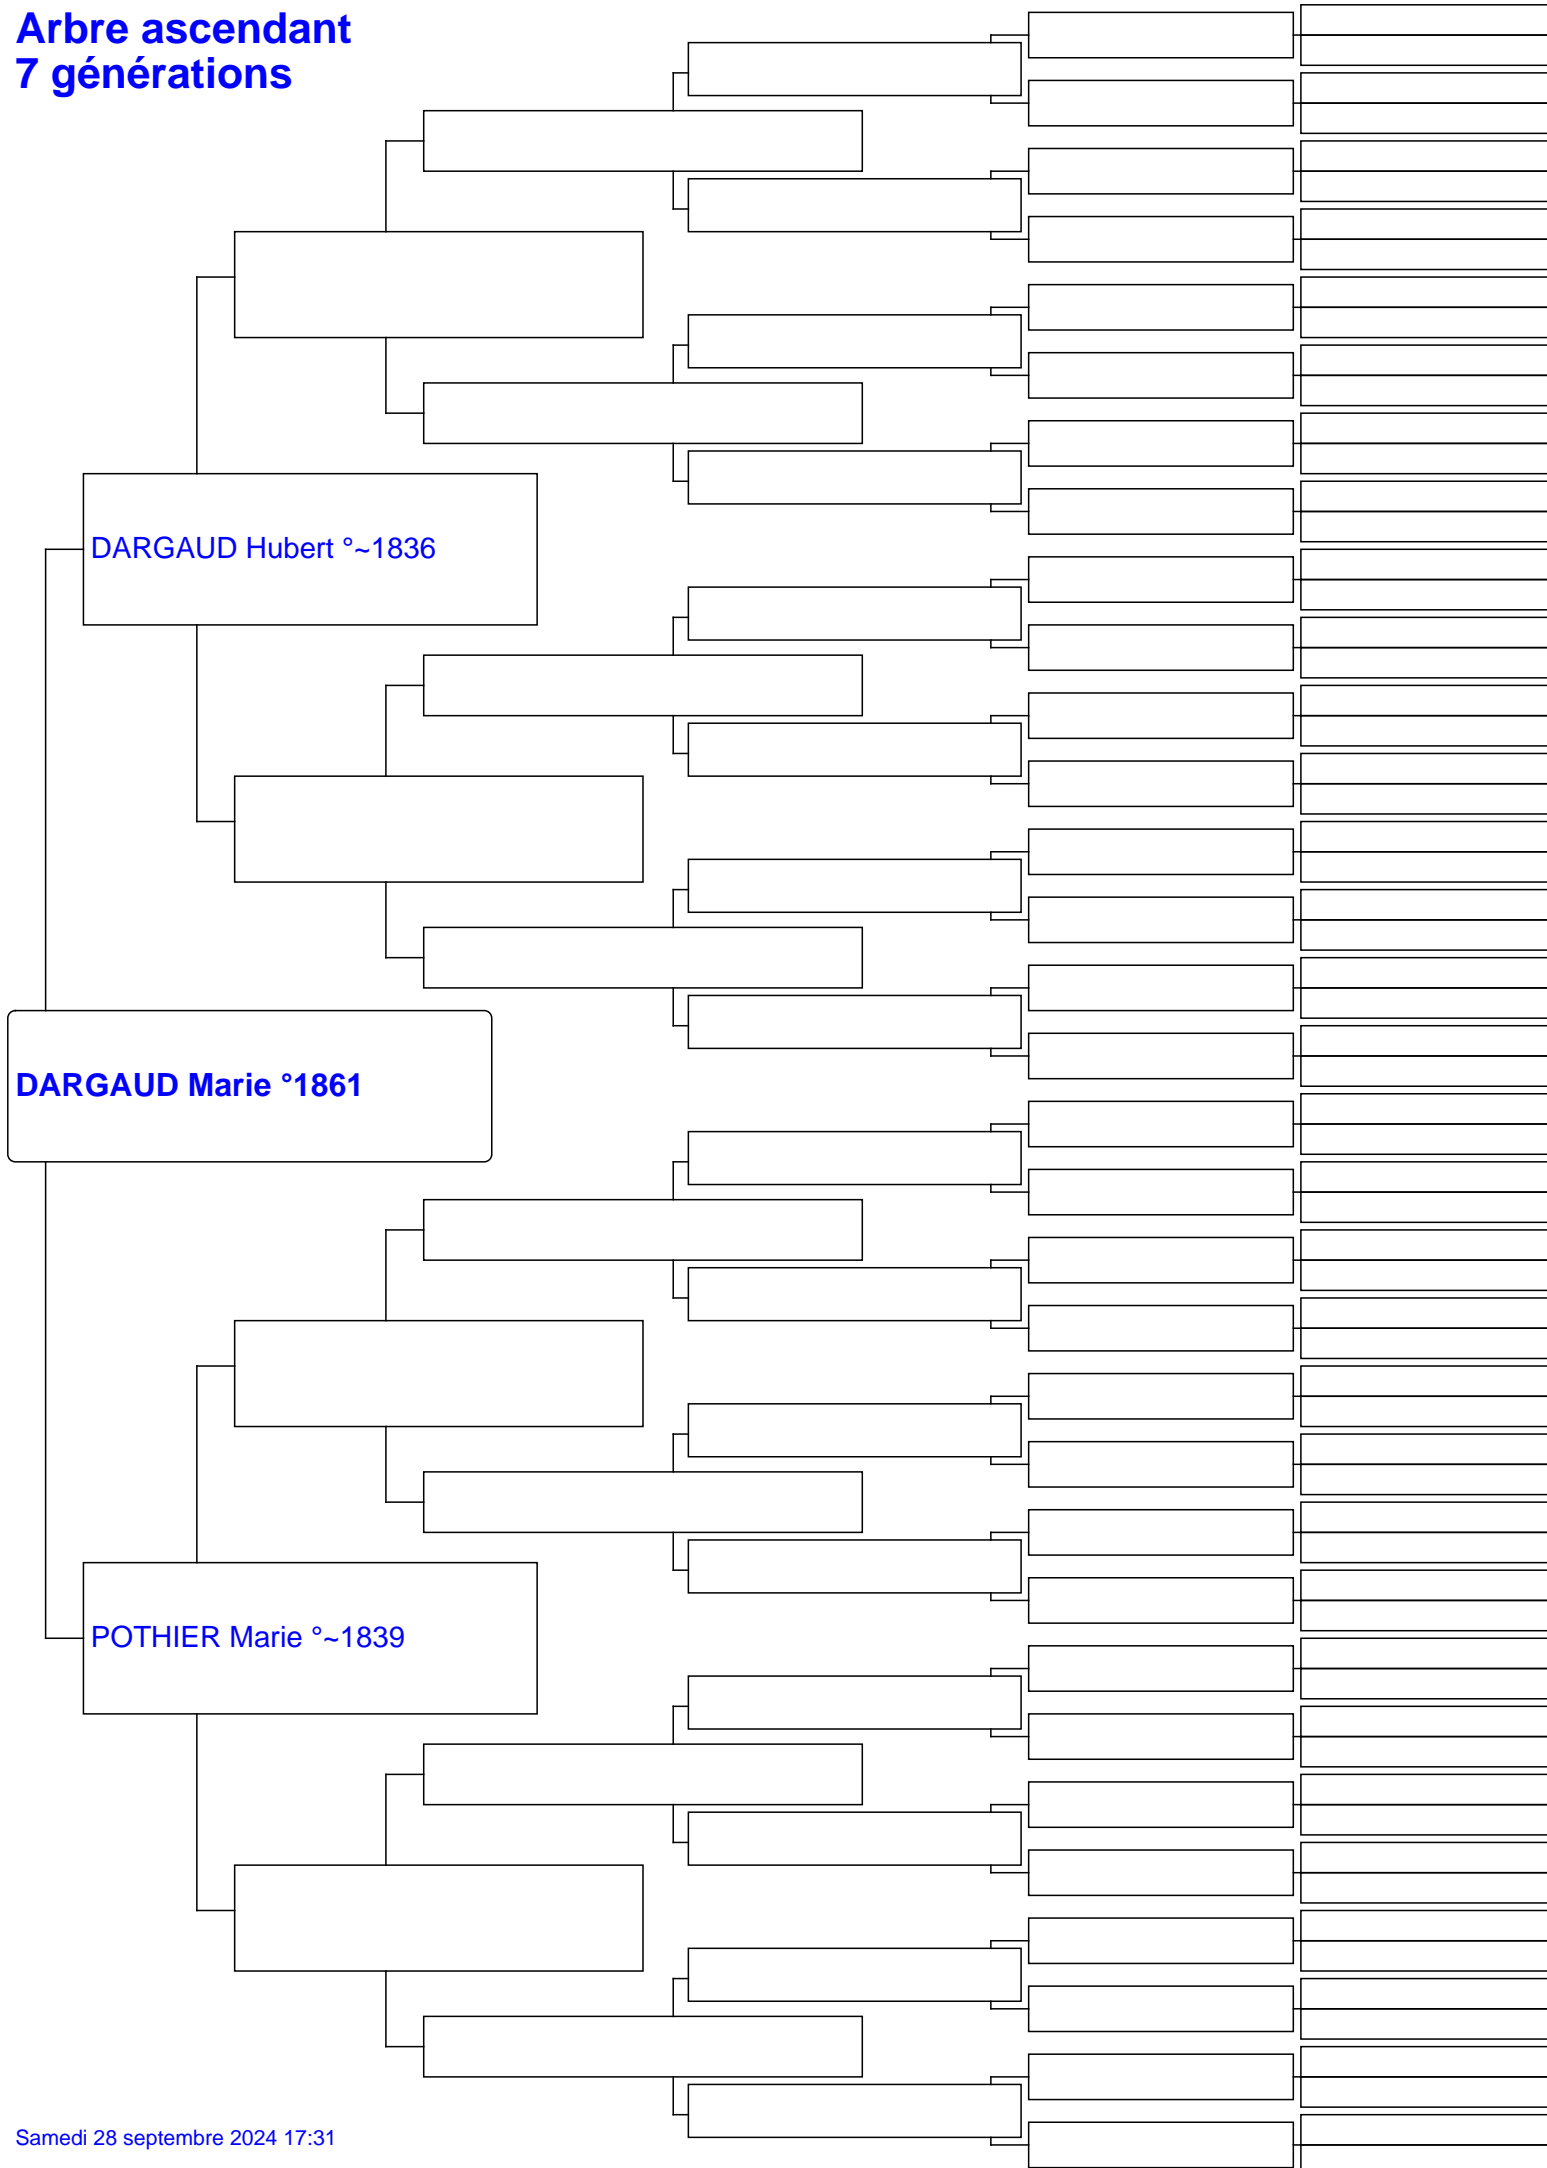 Arbre ascendant
7 générations
DARGAUD Hubert °~1836
DARGAUD Marie °1861
POTHIER Marie °~1839
Samedi 28 septembre 2024 17:31